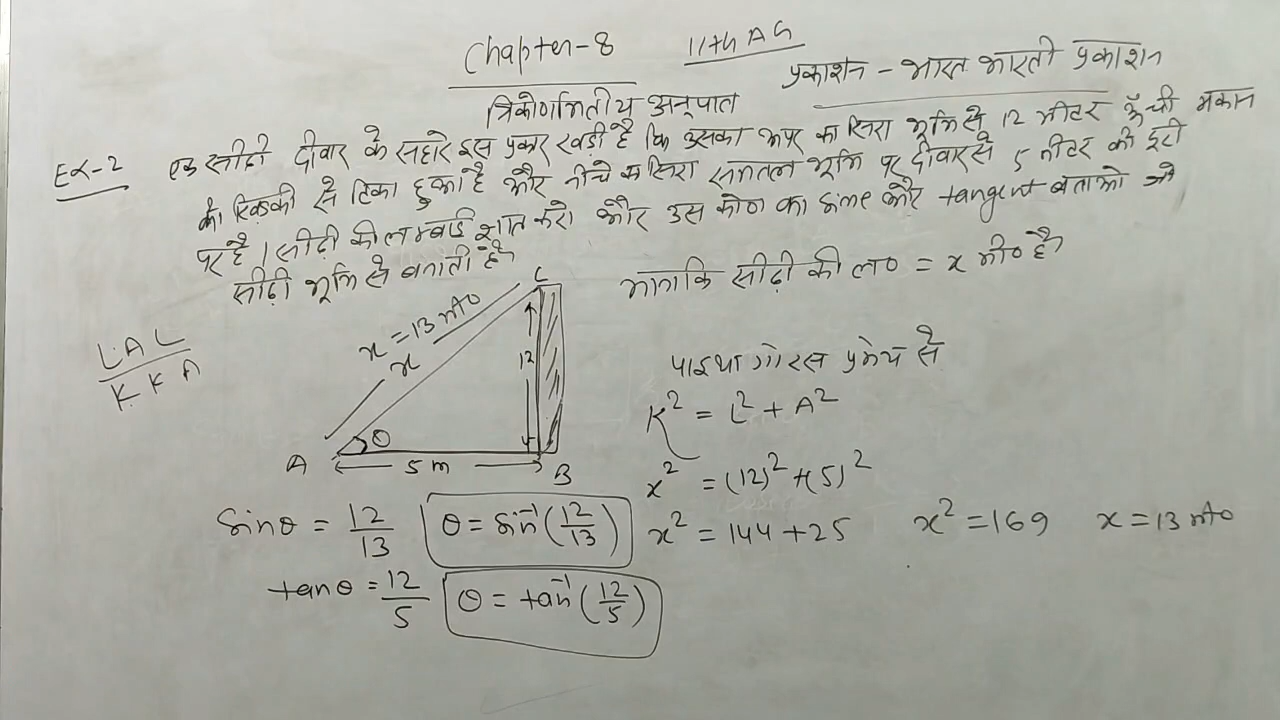 Chapter-8
11th AG
प्रकाशन - भारत भारती प्रकाशन
त्रिकोणमितीय अनुपात
Ex-2 एक सीढ़ी दीवार के सहारे इस प्रकार खड़ी है कि उसका ऊपर का सिरा भूमि से 12 मीटर ऊँची मकान
की खिड़की से टिका हुआ है और नीचे का सिरा समतल भूमि पर दीवार से 5 मीटर की दूरी
पर है। सीढ़ी की लम्बाई ज्ञात करो और उस कोण का sine और tangent बताओ जो
सीढ़ी भूमि से बनाती है
मानाकि सीढ़ी की ल० = x मी० है
LAL
KKA
x = 13 मी०
x
C
12
θ
A
5 m
B
पाइथागोरस प्रमेय से
K² = L² + A²
x² = (12)² + (5)²
x² = 144 + 25 x² = 169 x = 13 मी०
sinθ = 12/13 θ = sin⁻¹(12/13)
tanθ = 12/5 θ = tan⁻¹(12/5)